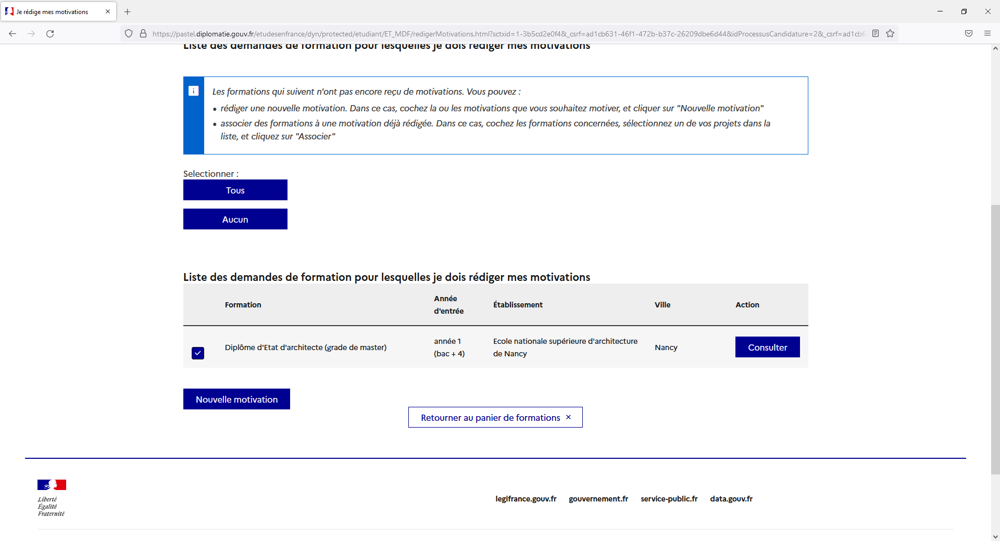 Je rédige mes motivations
https://pastel.diplomatie.gouv.fr/etudesenfrance/dyn/protected/etudiant/ET_MDF/redigerMotivations.html?sctxid=1-3b5cd2e0f4&_csrf=ad1cb631-46f1-472b-b37c-26209dbe6d44&idProcessusCandidature=2&_csrf=ad1cb6
Liste des demandes de formation pour lesquelles je dois rédiger mes motivations
Les formations qui suivent n'ont pas encore reçu de motivations. Vous pouvez :
• rédiger une nouvelle motivation. Dans ce cas, cochez la ou les motivations que vous souhaitez motiver, et cliquer sur "Nouvelle motivation"
• associer des formations à une motivation déjà rédigée. Dans ce cas, cochez les formations concernées, sélectionnez un de vos projets dans la
liste, et cliquez sur "Associer"
Selectionner :
Tous
Aucun
Liste des demandes de formation pour lesquelles je dois rédiger mes motivations
Formation Année d'entrée Établissement Ville Action
Diplôme d'Etat d'architecte (grade de master) année 1 (bac + 4) Ecole nationale supérieure d'architecture de Nancy Nancy Consulter
Nouvelle motivation
Retourner au panier de formations ×
Liberté
Égalité
Fraternité
legifrance.gouv.fr gouvernement.fr service-public.fr data.gouv.fr